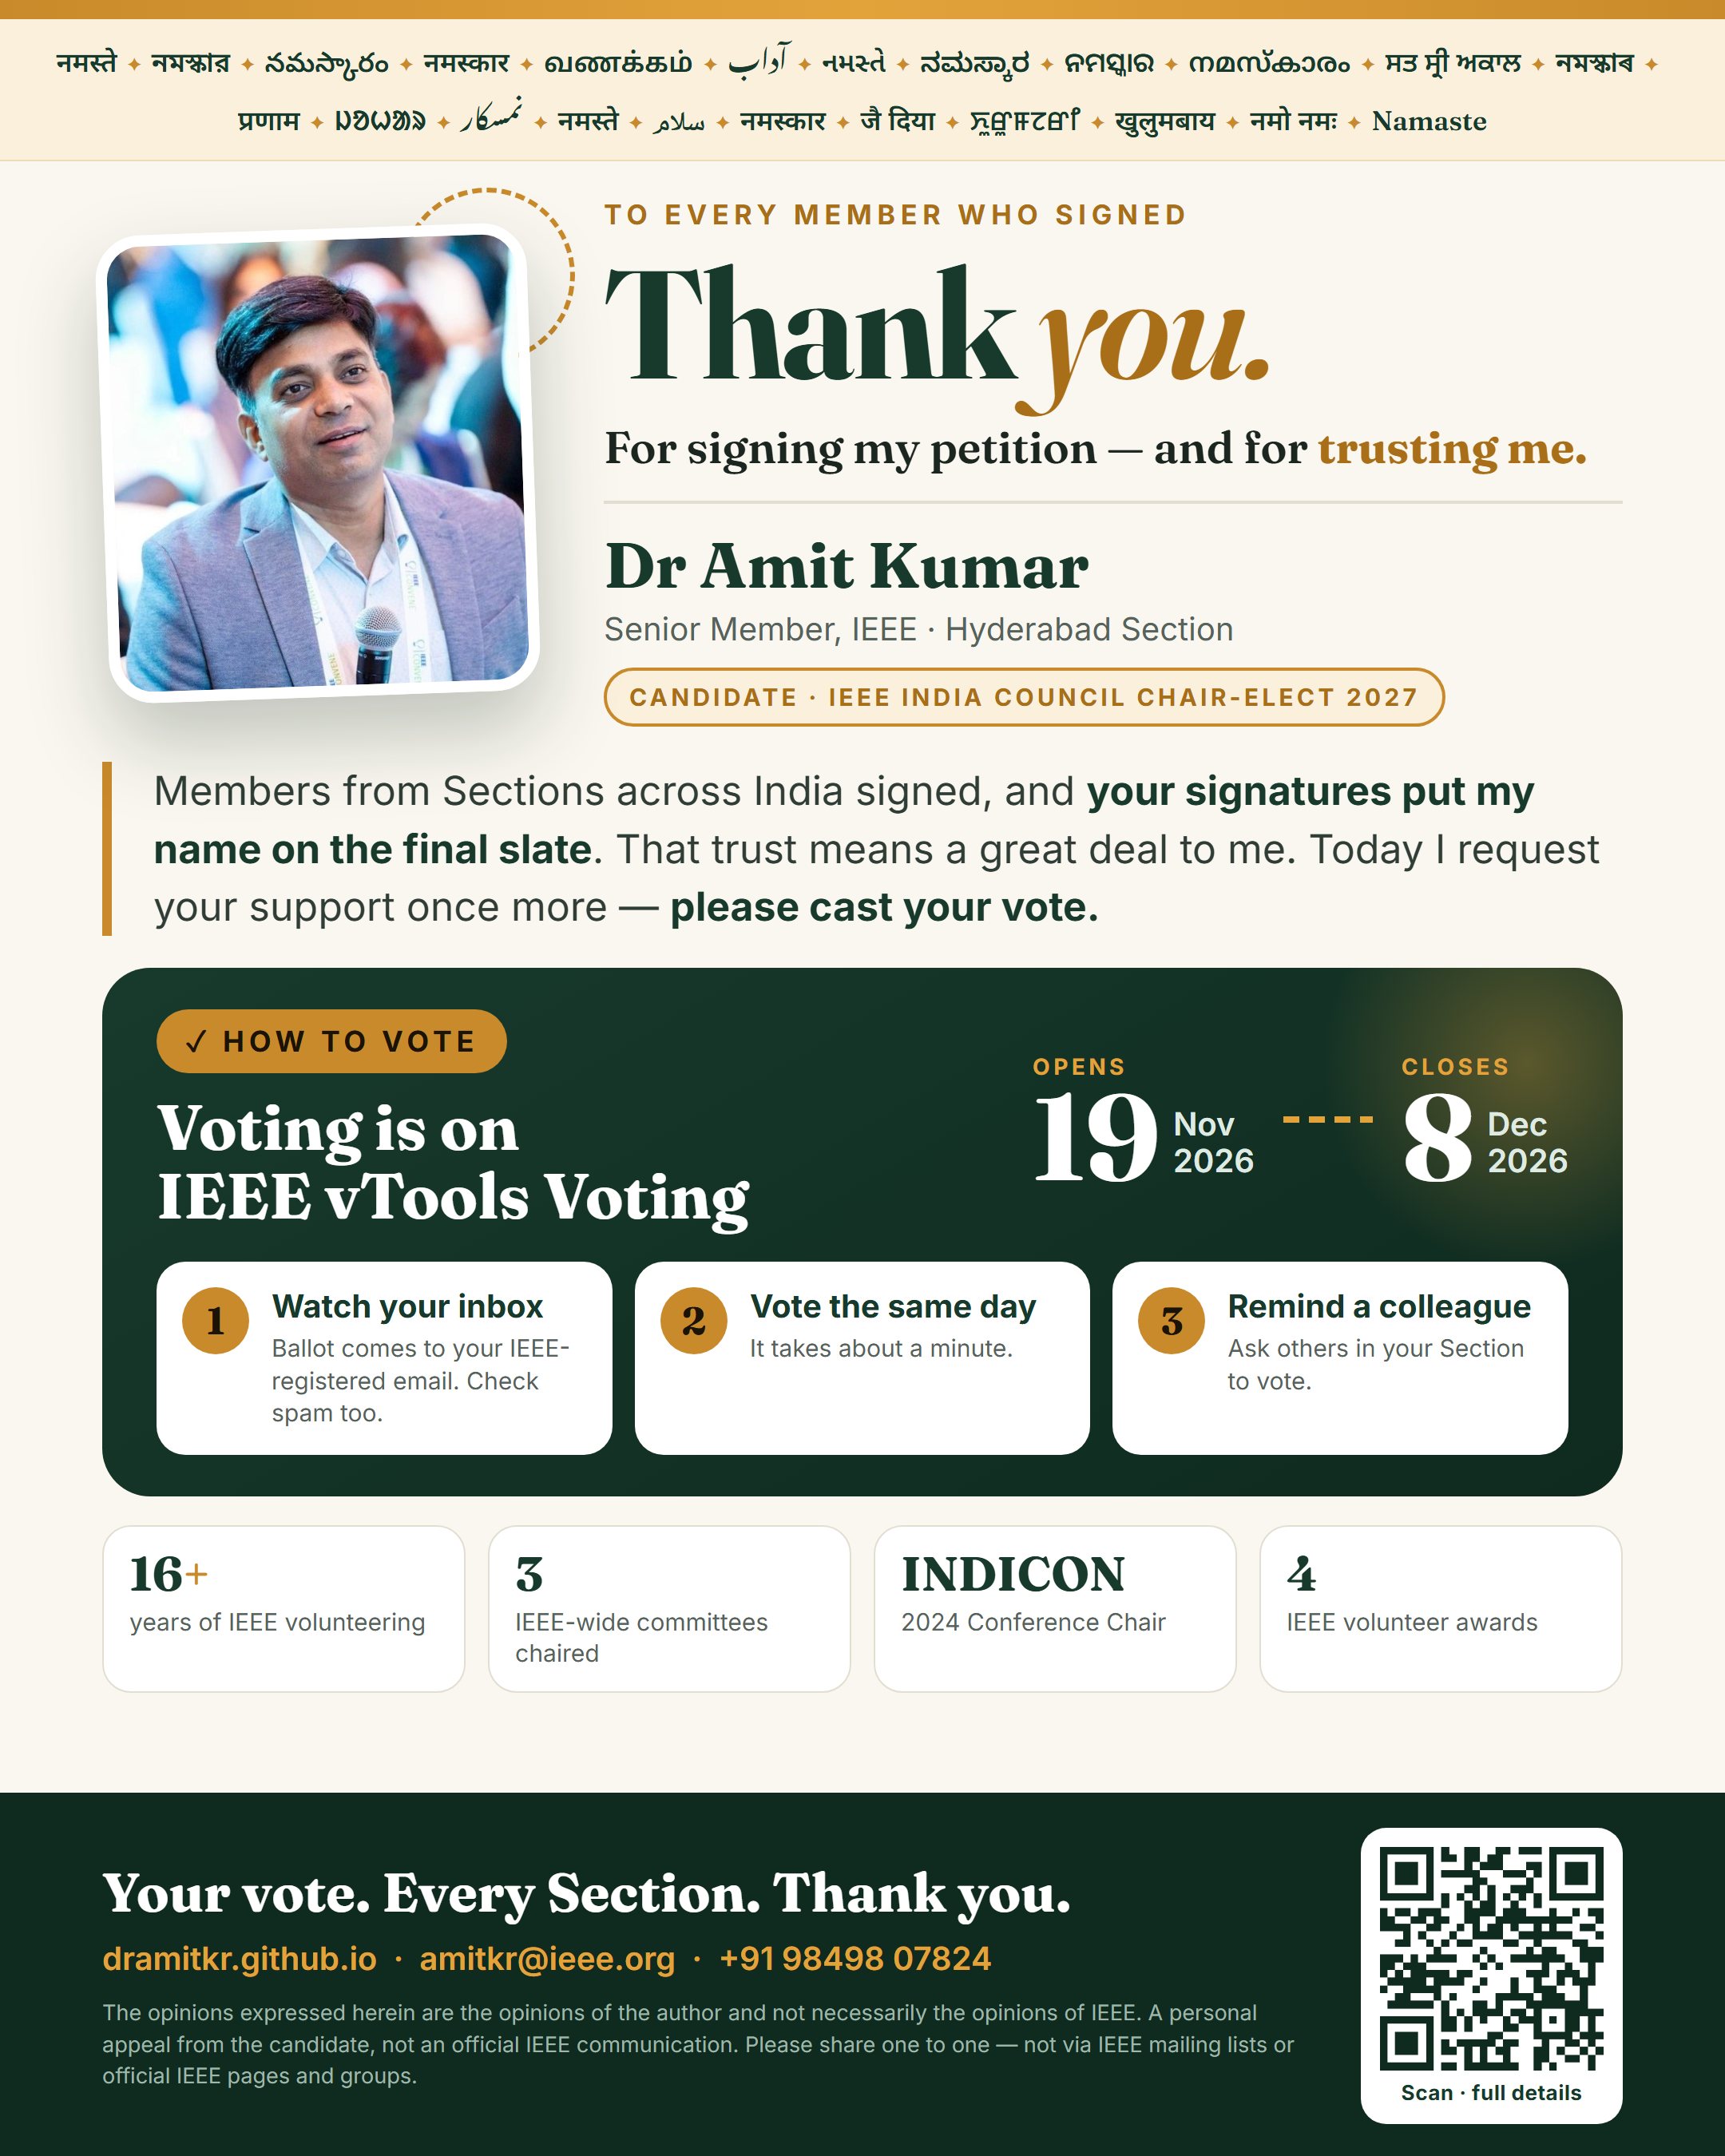 नमस्ते ✦ নমস্কার ✦ నమస్కారం ✦ नमस्कार ✦ வணக்கம் ✦ آداب ✦ નમસ્તે ✦ ನಮಸ್ಕಾರ ✦ ନମସ୍କାର ✦ നമസ്കാരം ✦ ਸਤ ਸ੍ਰੀ ਅਕਾਲ ✦ নমস্কাৰ ✦
प्रणाम ✦ ✦ نمسکار ✦ नमस्ते ✦ سلام ✦ नमस्कार ✦ जै दिया ✦ ✦ खुलुमबाय ✦ नमो नमः ✦ Namaste
TO EVERY MEMBER WHO SIGNED
Thank you.
For signing my petition — and for trusting me.
Dr Amit Kumar
Senior Member, IEEE · Hyderabad Section
CANDIDATE · IEEE INDIA COUNCIL CHAIR-ELECT 2027
Members from Sections across India signed, and your signatures put my
name on the final slate. That trust means a great deal to me. Today I request
your support once more — please cast your vote.
✓ HOW TO VOTE
Voting is on
IEEE vTools Voting
OPENS
19 Nov 2026
CLOSES
8 Dec 2026
1 Watch your inbox
Ballot comes to your IEEE-
registered email. Check
spam too.
2 Vote the same day
It takes about a minute.
3 Remind a colleague
Ask others in your Section
to vote.
16+
years of IEEE volunteering
3
IEEE-wide committees
chaired
INDICON
2024 Conference Chair
4
IEEE volunteer awards
Your vote. Every Section. Thank you.
dramitkr.github.io · amitkr@ieee.org · +91 98498 07824
The opinions expressed herein are the opinions of the author and not necessarily the opinions of IEEE. A personal
appeal from the candidate, not an official IEEE communication. Please share one to one — not via IEEE mailing lists or
official IEEE pages and groups.
Scan · full details